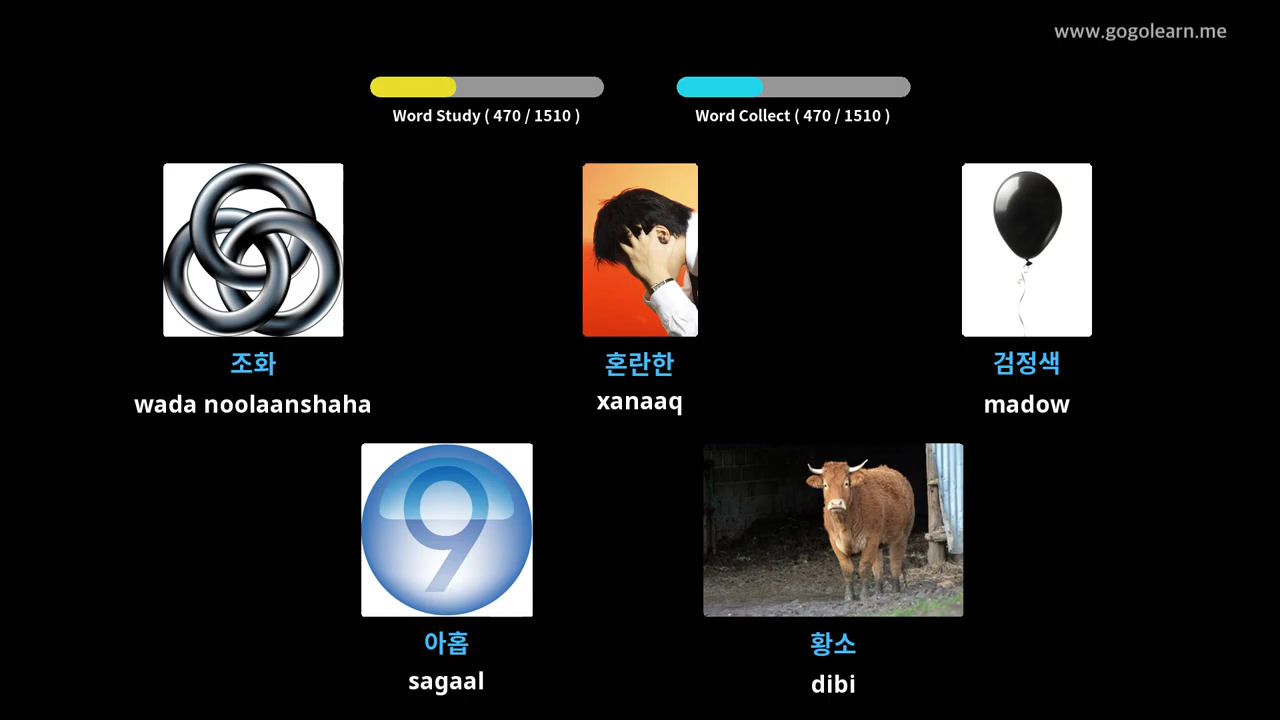 www.gogolearn.me
Word Study ( 470 / 1510 )
Word Collect ( 470 / 1510 )
조화
wada noolaanshaha
혼란한
xanaaq
검정색
madow
9
아홉
sagaal
황소
dibi